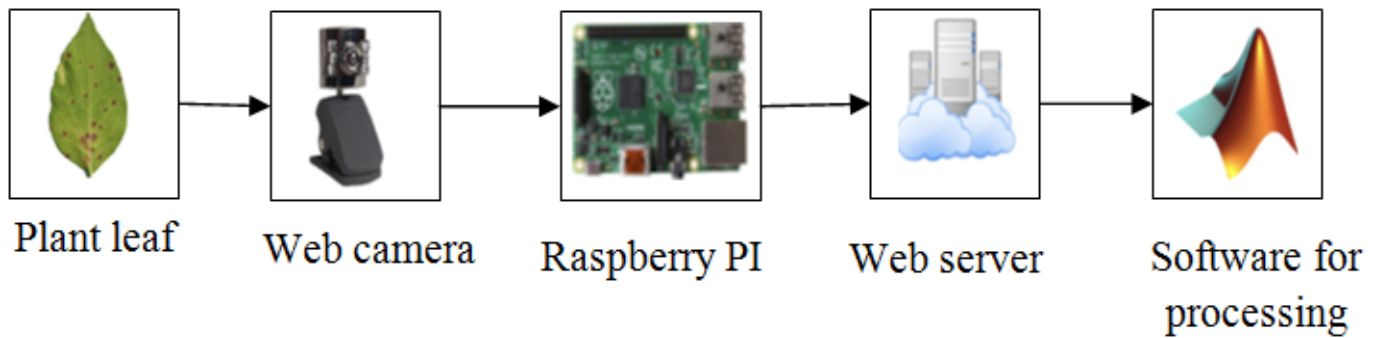 Plant leaf
Web camera
Raspberry PI
Web server
Software for
processing